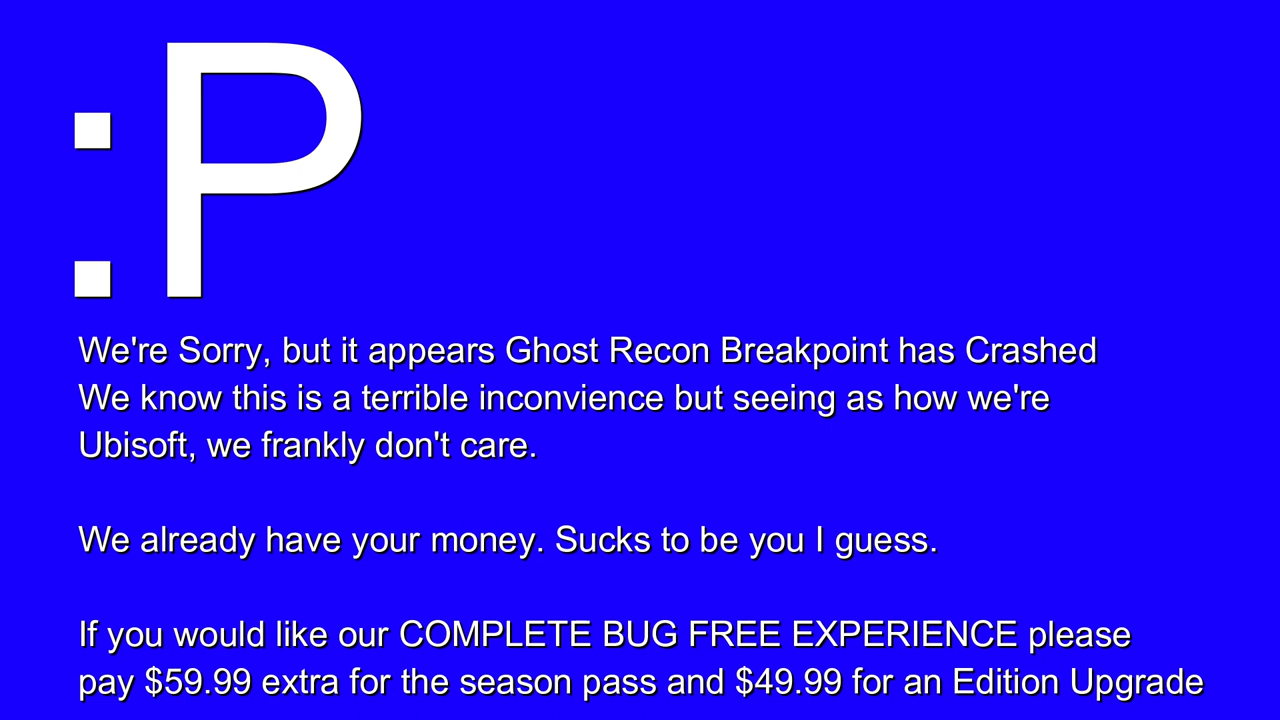 :P
We're Sorry, but it appears Ghost Recon Breakpoint has Crashed
We know this is a terrible inconvience but seeing as how we're
Ubisoft, we frankly don't care.
We already have your money. Sucks to be you I guess.
If you would like our COMPLETE BUG FREE EXPERIENCE please
pay $59.99 extra for the season pass and $49.99 for an Edition Upgrade